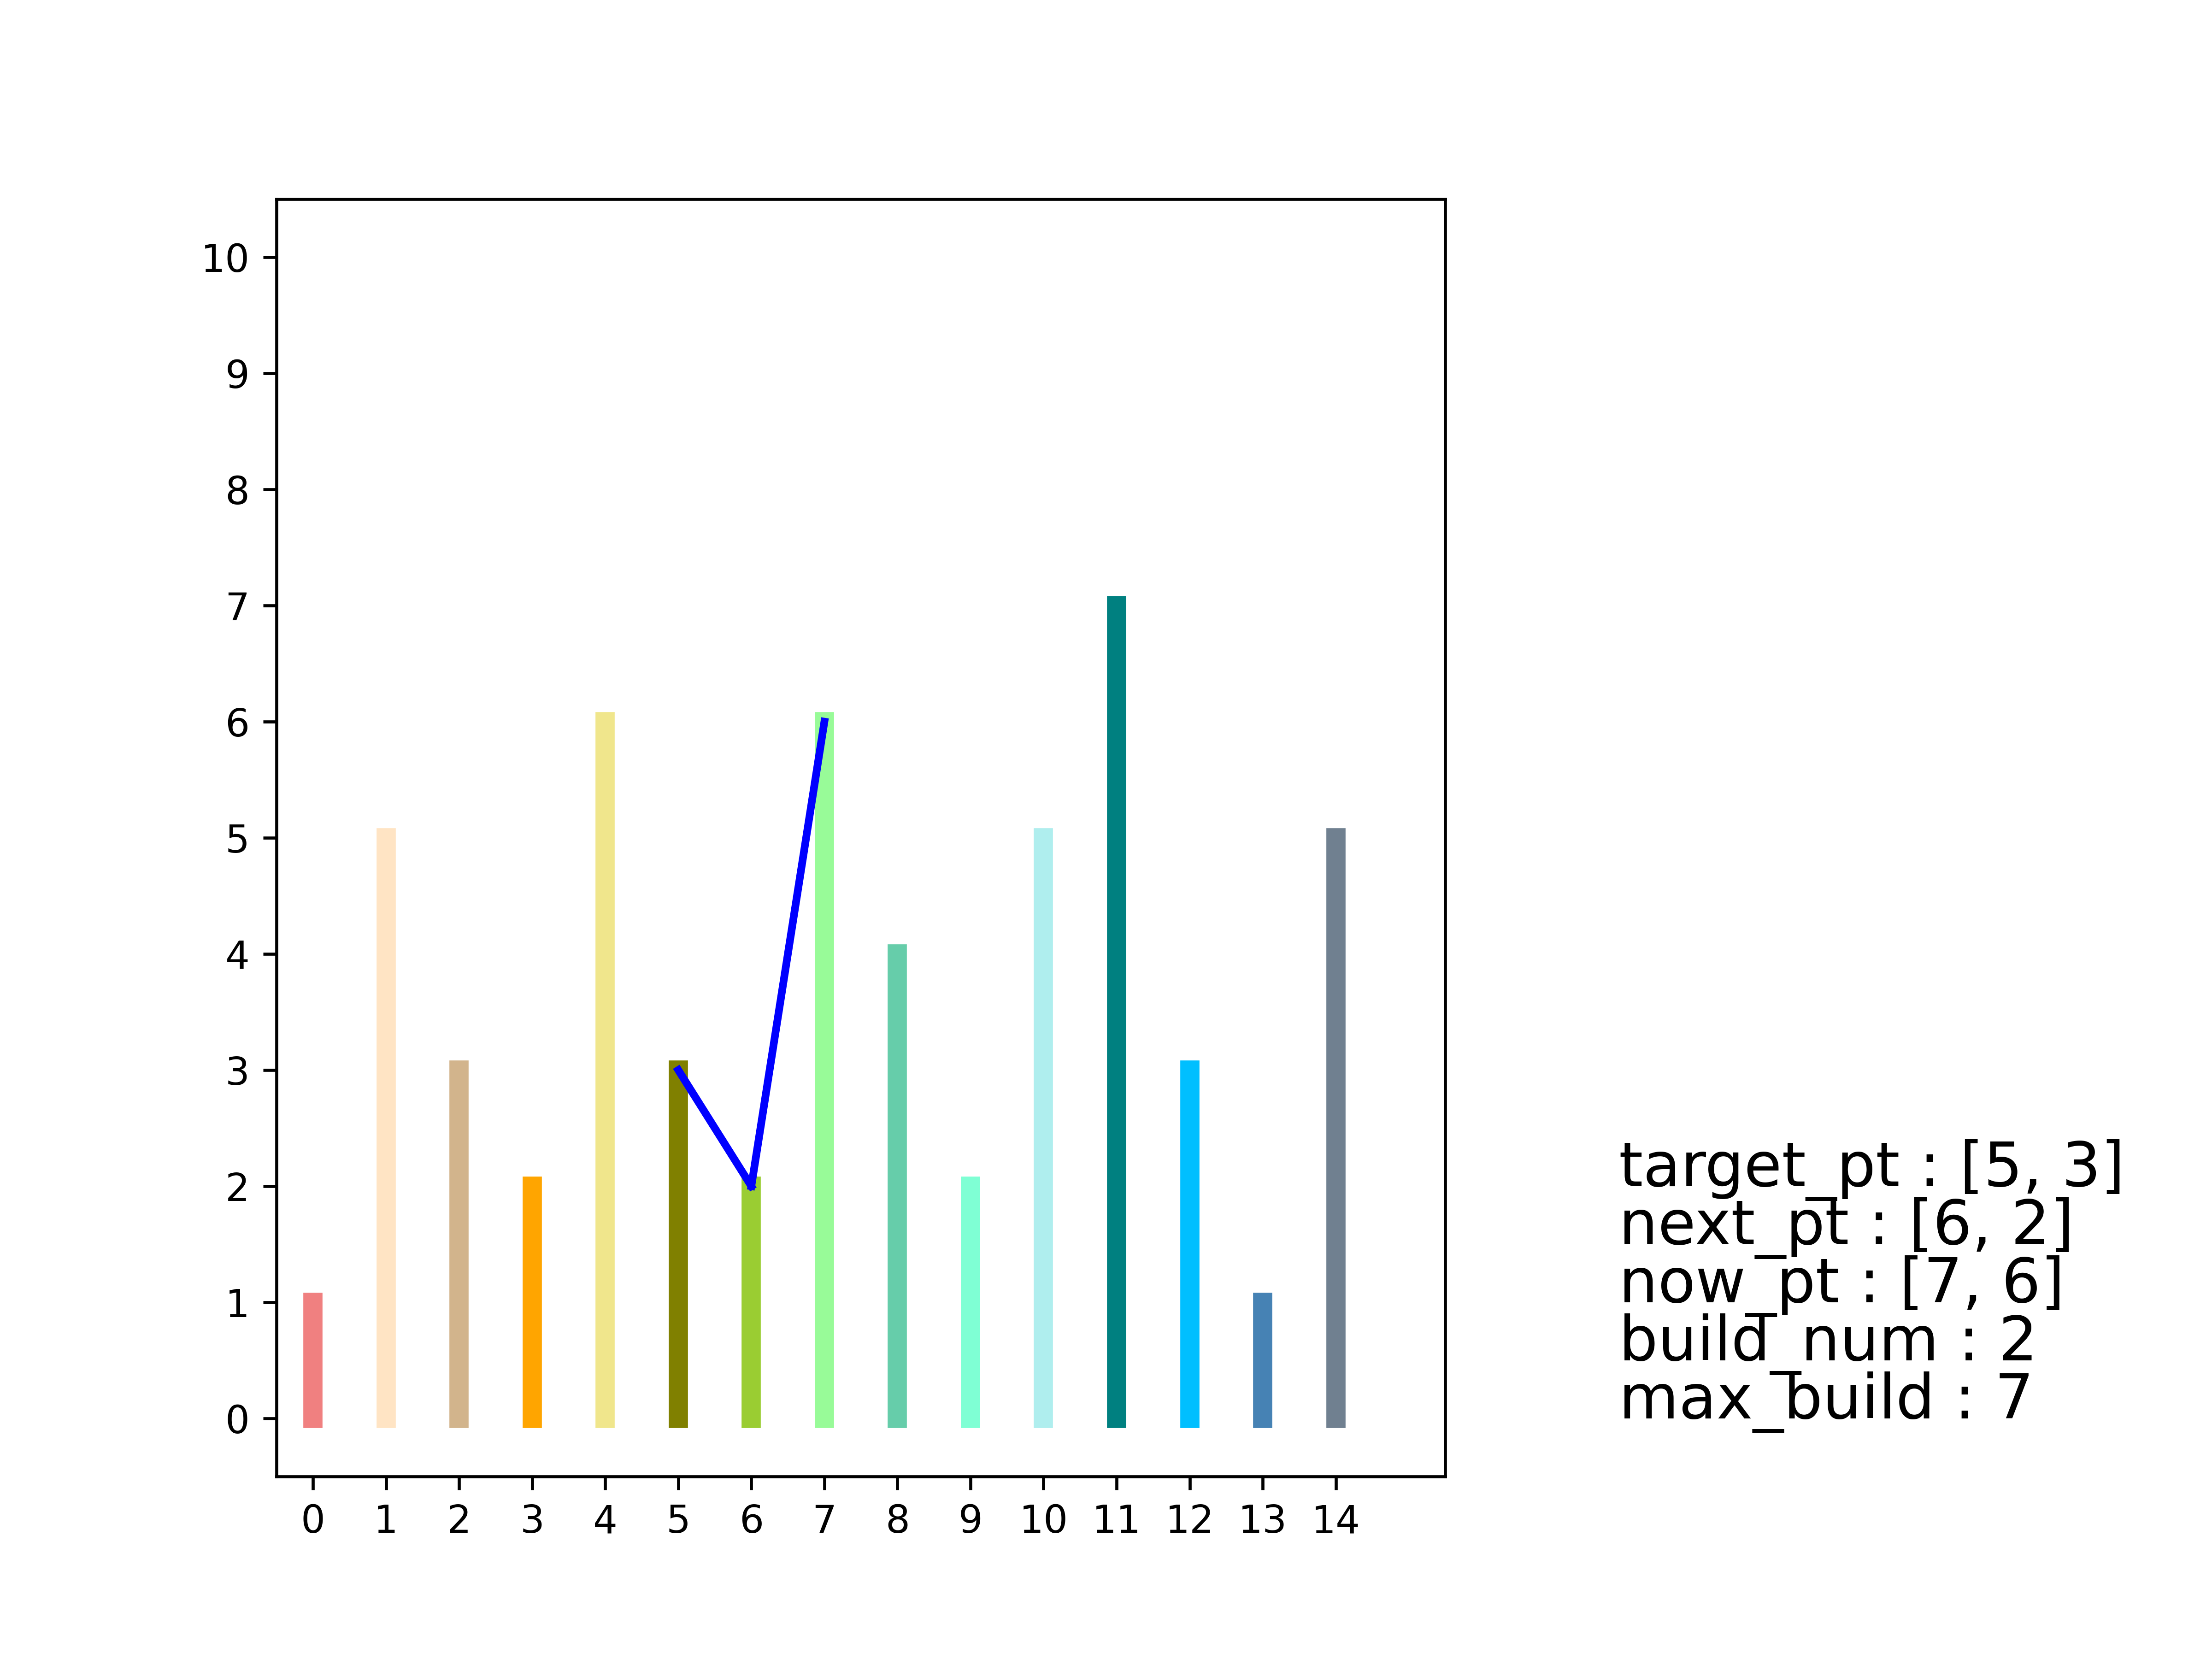 10
9
8
7
6
5
4
3
2
1
0
0 1 2 3 4 5 6 7 8 9 10 11 12 13 14
target_pt : [5, 3]
next_pt : [6, 2]
now_pt : [7, 6]
build_num : 2
max_build : 7